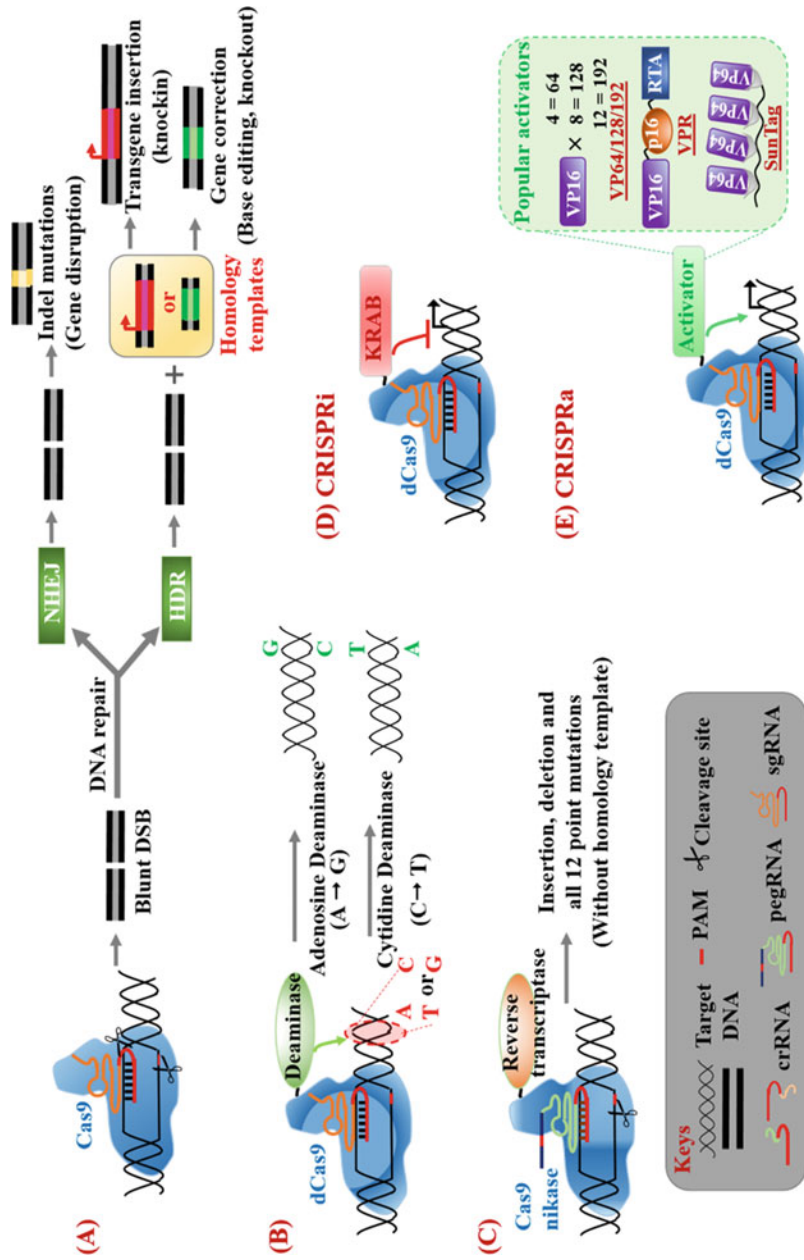 (A)
Cas9
Blunt DSB
DNA repair
NHEJ
Indel mutations
(Gene disruption)
HDR
+
or
Homology
templates
Transgene insertion
(knockin)
Gene correction
(Base editing, knockout)
(B)
dCas9
Deaminase
A C
or
T G
Adenosine Deaminase
(A → G)
G
C
Cytidine Deaminase
(C→ T)
T
A
(C)
Cas9
nikase
Reverse
transcriptase
Insertion, deletion and
all 12 point mutations
(Without homology template)
(D) CRISPRi
dCas9
KRAB
(E) CRISPRa
dCas9
Activator
Popular activators
VP16 × 4 = 64
8 = 128
12 = 192
VP64/128/192
VP16 p16 RTA
VPR
VP64 VP64 VP64 VP64
SunTag
Keys
Target
DNA
PAM
Cleavage site
crRNA
pegRNA
sgRNA